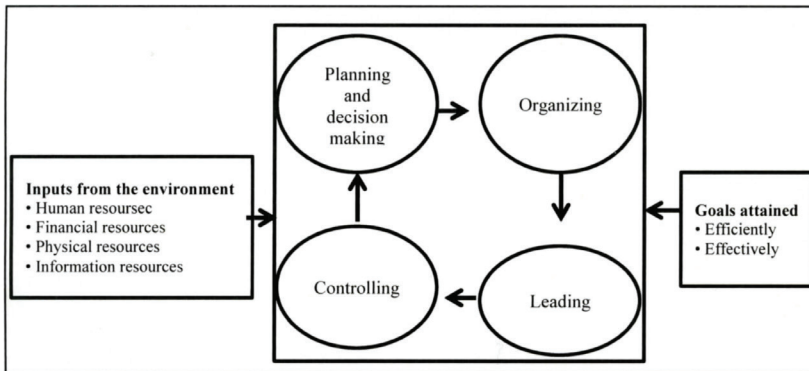 Planning
and
decision
making
Organizing
Inputs from the environment
• Human resoursec
• Financial resources
• Physical resources
• Information resources
Goals attained
• Efficiently
• Effectively
Controlling
Leading